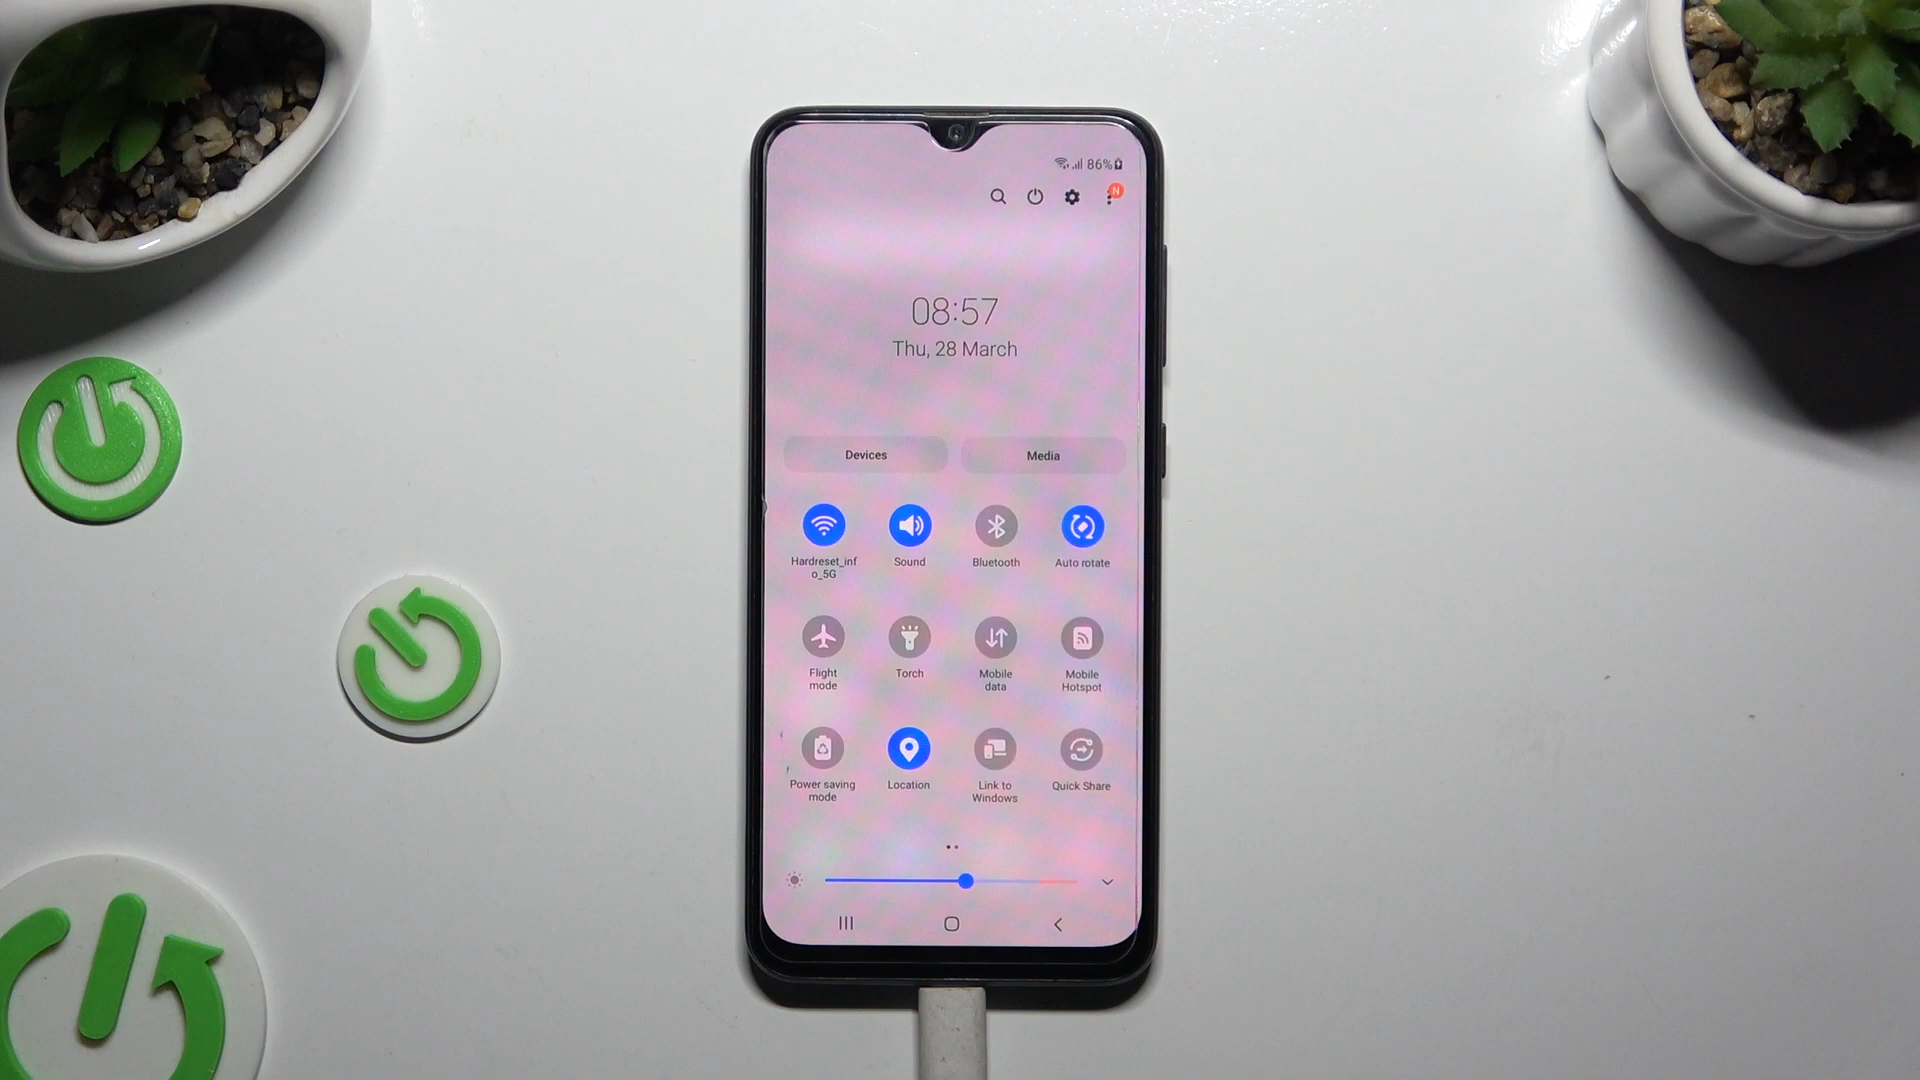 86%
N
08:57
Thu, 28 March
Devices Media
Hardreset_inf
o_5G
Sound
Bluetooth
Auto rotate
Flight
mode
Torch
Mobile
data
Mobile
Hotspot
Power saving
mode
Location
Link to
Windows
Quick Share